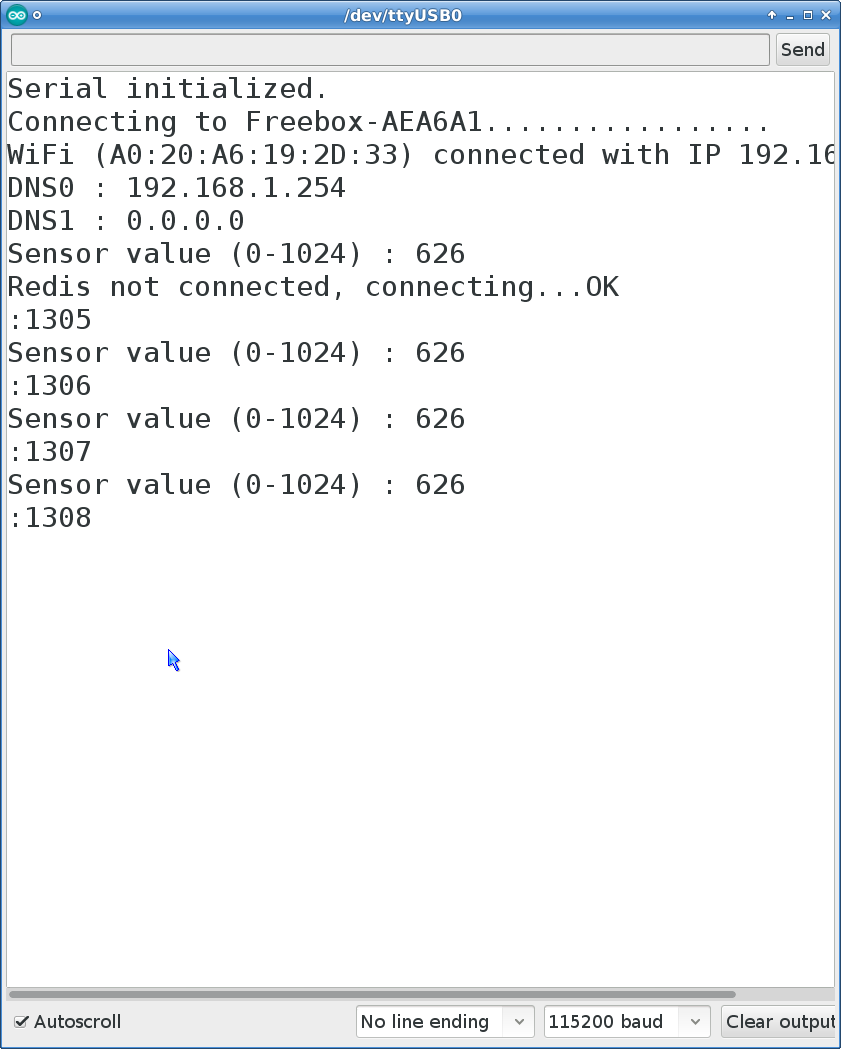 /dev/ttyUSB0
Send
Serial initialized.
Connecting to Freebox-AEA6A1.................
WiFi (A0:20:A6:19:2D:33) connected with IP 192.16
DNS0 : 192.168.1.254
DNS1 : 0.0.0.0
Sensor value (0-1024) : 626
Redis not connected, connecting...OK
:1305
Sensor value (0-1024) : 626
:1306
Sensor value (0-1024) : 626
:1307
Sensor value (0-1024) : 626
:1308
Autoscroll
No line ending
115200 baud
Clear output